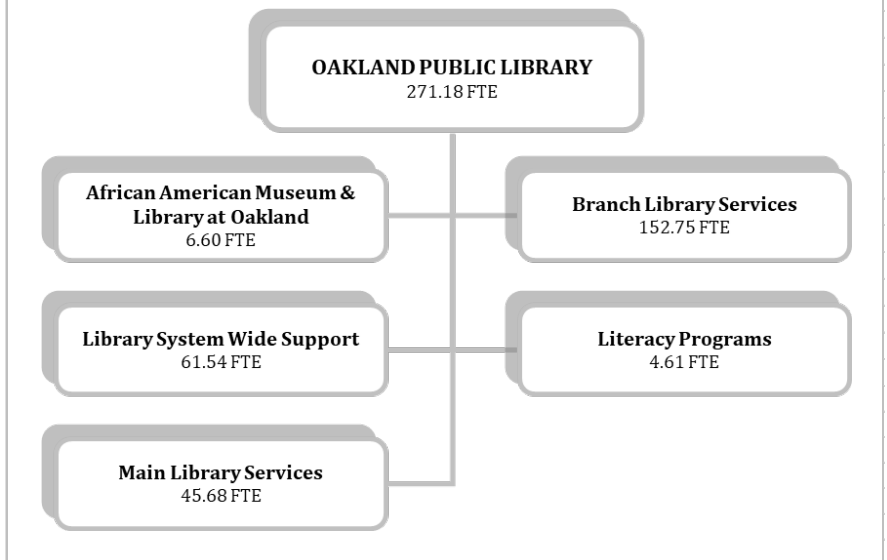 OAKLAND PUBLIC LIBRARY
271.18 FTE
African American Museum &
Library at Oakland
6.60 FTE
Branch Library Services
152.75 FTE
Library System Wide Support
61.54 FTE
Literacy Programs
4.61 FTE
Main Library Services
45.68 FTE